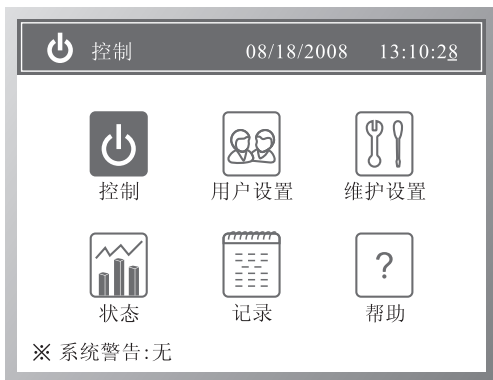 控制 08/18/2008 13:10:28
控制 用户设置 维护设置
?
状态 记录 帮助
※ 系统警告:无